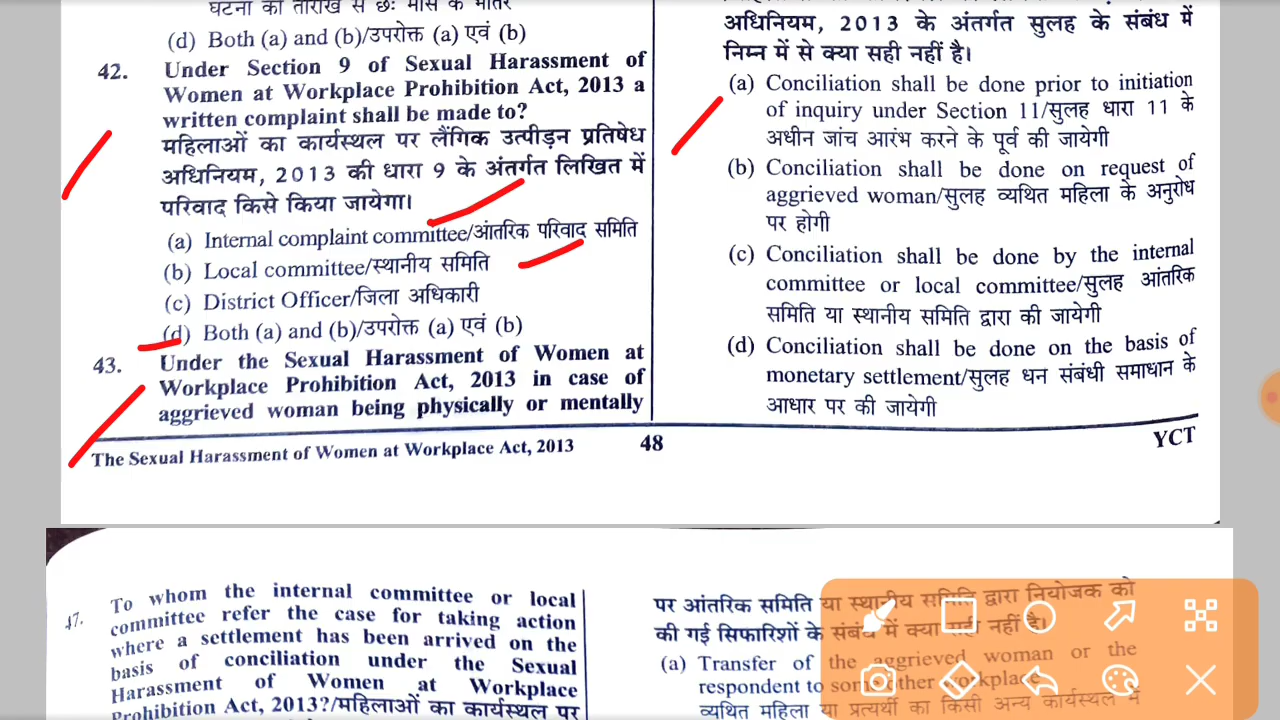 घटना की तारीख से छः मास के भीतर
(d) Both (a) and (b)/उपरोक्त (a) एवं (b)
42. Under Section 9 of Sexual Harassment of
Women at Workplace Prohibition Act, 2013 a
written complaint shall be made to?
महिलाओं का कार्यस्थल पर लैंगिक उत्पीड़न प्रतिषेध
अधिनियम, 2013 की धारा 9 के अंतर्गत लिखित में
परिवाद किसे किया जायेगा।
(a) Internal complaint committee/आंतरिक परिवाद समिति
(b) Local committee/स्थानीय समिति
(c) District Officer/जिला अधिकारी
(d) Both (a) and (b)/उपरोक्त (a) एवं (b)
43. Under the Sexual Harassment of Women at
Workplace Prohibition Act, 2013 in case of
aggrieved woman being physically or mentally
अधिनियम, 2013 के अंतर्गत सुलह के संबंध में
निम्न में से क्या सही नहीं है।
(a) Conciliation shall be done prior to initiation
of inquiry under Section 11/सुलह धारा 11 के
अधीन जांच आरंभ करने के पूर्व की जायेगी
(b) Conciliation shall be done on request of
aggrieved woman/सुलह व्यथित महिला के अनुरोध
पर होगी
(c) Conciliation shall be done by the internal
committee or local committee/सुलह आंतरिक
समिति या स्थानीय समिति द्वारा की जायेगी
(d) Conciliation shall be done on the basis of
monetary settlement/सुलह धन संबंधी समाधान के
आधार पर की जायेगी
The Sexual Harassment of Women at Workplace Act, 2013 48 YCT
47. To whom the internal committee or local
committee refer the case for taking action
where a settlement has been arrived on the
basis of conciliation under the Sexual
Harassment of Women at Workplace
Prohibition Act, 2013?/महिलाओं का कार्यस्थल पर
पर आंतरिक समिति या स्थानीय समिति द्वारा नियोजक को
की गई सिफारिशों के संबंध में क्या सही नहीं है।
(a) Transfer of the aggrieved woman or the
respondent to some other workplace
व्यथित महिला या प्रत्यर्थी का किसी अन्य कार्यस्थल में